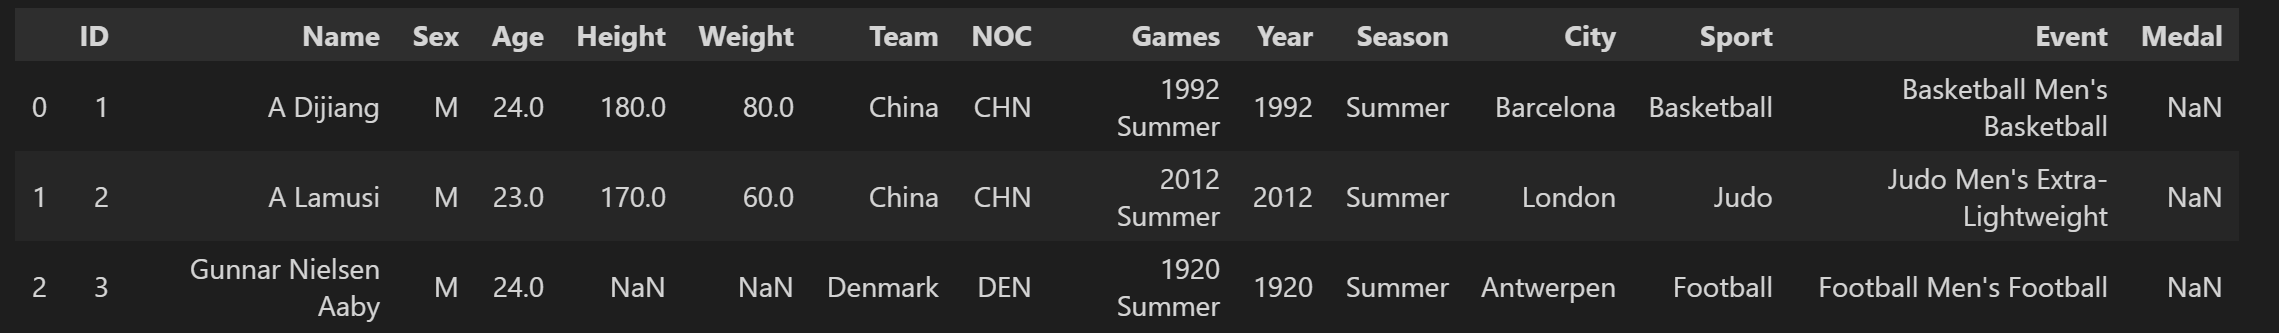 ID Name Sex Age Height Weight Team NOC Games Year Season City Sport Event Medal
0 1 A Dijiang M 24.0 180.0 80.0 China CHN 1992 Summer 1992 Summer Barcelona Basketball Basketball Men's Basketball NaN
1 2 A Lamusi M 23.0 170.0 60.0 China CHN 2012 Summer 2012 Summer London Judo Judo Men's Extra-Lightweight NaN
2 3 Gunnar Nielsen Aaby M 24.0 NaN NaN Denmark DEN 1920 Summer 1920 Summer Antwerpen Football Football Men's Football NaN